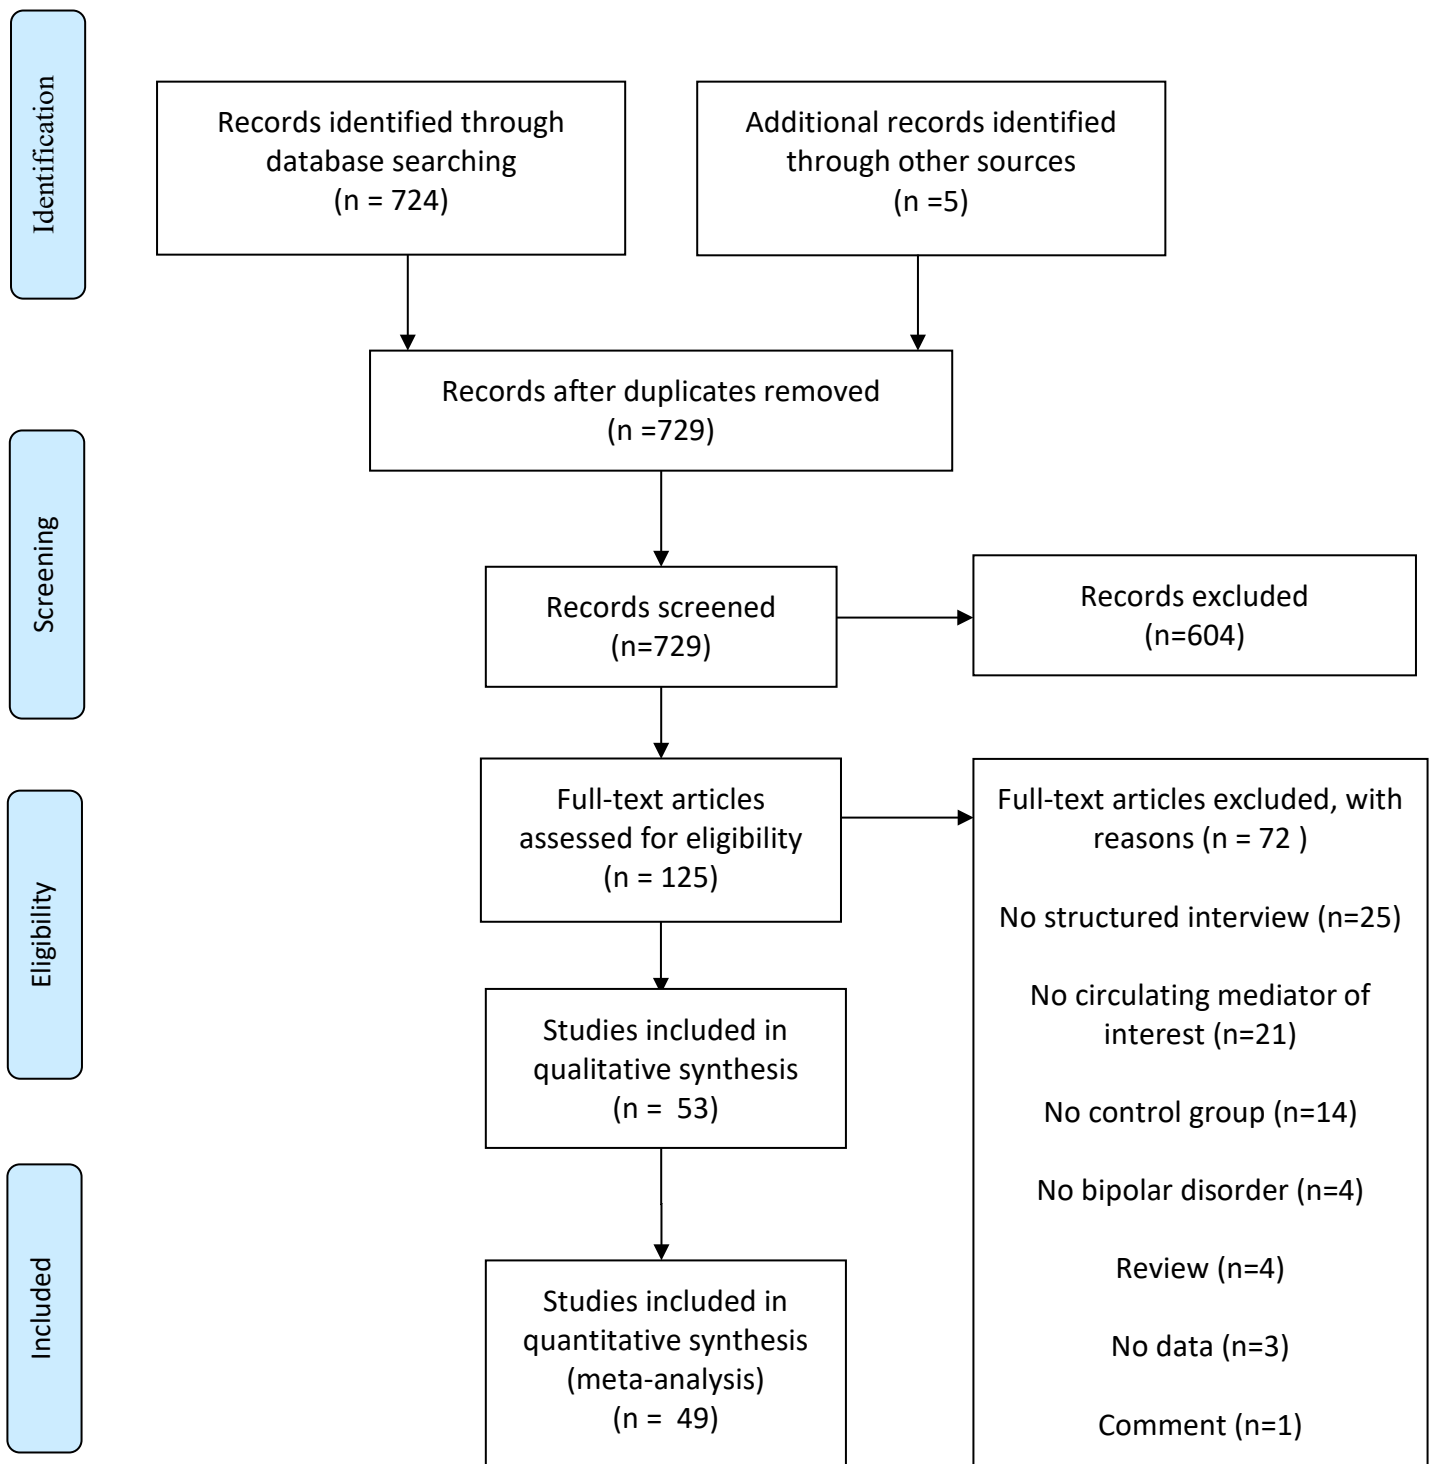 Identification
Records identified through
database searching
(n = 724)
Additional records identified
through other sources
(n =5)
Records after duplicates removed
(n =729)
Screening
Records screened
(n=729)
Records excluded
(n=604)
Eligibility
Full-text articles
assessed for eligibility
(n = 125)
Full-text articles excluded, with
reasons (n = 72 )
No structured interview (n=25)
No circulating mediator of
interest (n=21)
No control group (n=14)
No bipolar disorder (n=4)
Review (n=4)
No data (n=3)
Comment (n=1)
Studies included in
qualitative synthesis
(n =  53)
Included
Studies included in
quantitative synthesis
(meta-analysis)
(n =  49)